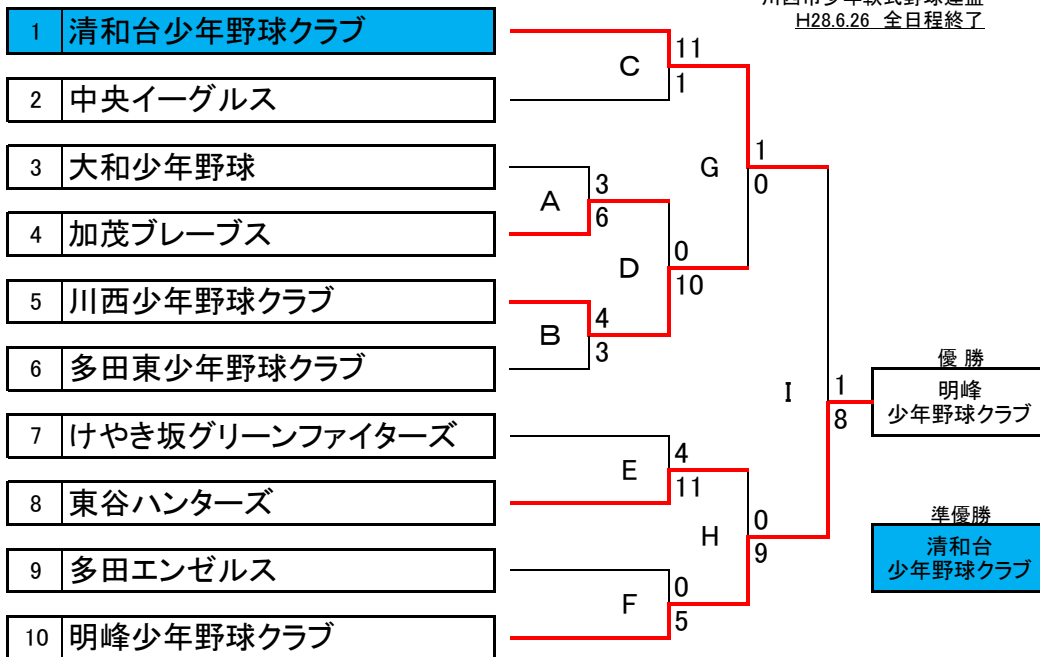 H28.6.26 全日程終了
1 清和台少年野球クラブ
2 中央イーグルス
3 大和少年野球
4 加茂ブレーブス
5 川西少年野球クラブ
6 多田東少年野球クラブ
7 けやき坂グリーンファイターズ
8 東谷ハンターズ
9 多田エンゼルス
10 明峰少年野球クラブ
C
11
1
A
3
6
D
0
10
B
4
3
G
1
0
E
4
11
H
0
9
F
0
5
I
1
8
優 勝
明峰
少年野球クラブ
準優勝
清和台
少年野球クラブ